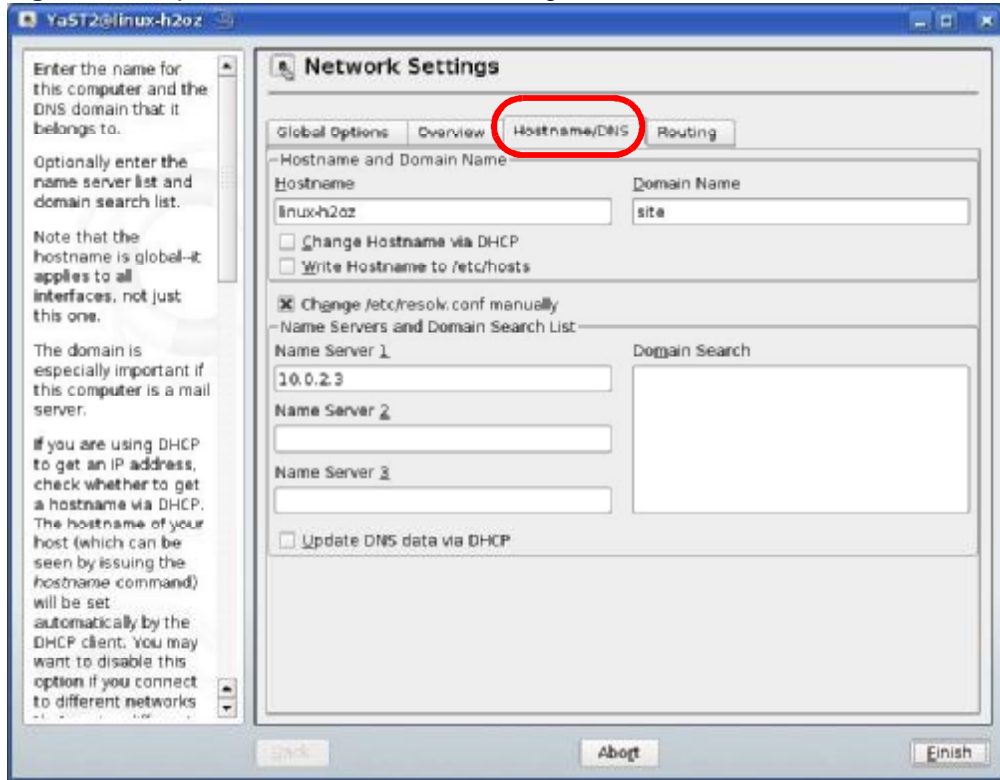 YaST2@linux-h2oz
Enter the name for
this computer and the
DNS domain that it
belongs to.
Optionally enter the
name server list and
domain search list.
Note that the
hostname is global--it
applies to all
interfaces, not just
this one.
The domain is
especially important if
this computer is a mail
server.
If you are using DHCP
to get an IP address,
check whether to get
a hostname via DHCP.
The hostname of your
host (which can be
seen by issuing the
hostname command)
will be set
automatically by the
DHCP client. You may
want to disable this
option if you connect
to different networks
Network Settings
Global Options Overview Hostname/DNS Routing
Hostname and Domain Name
Hostname Domain Name
linux-h2oz site
Change Hostname via DHCP
Write Hostname to /etc/hosts
Change /etc/resolv.conf manually
Name Servers and Domain Search List
Name Server 1 Domain Search
10.0.2.3
Name Server 2
Name Server 3
Update DNS data via DHCP
Back Abort Finish